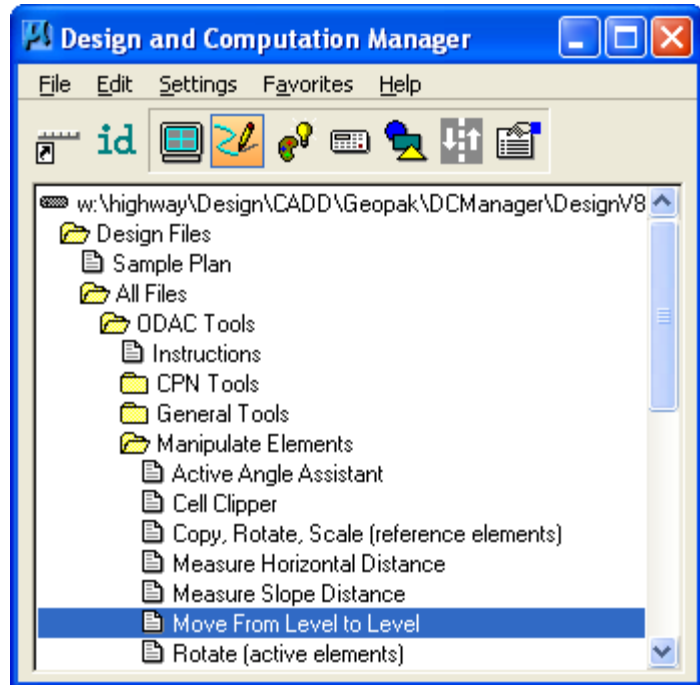 Design and Computation Manager
File Edit Settings Favorites Help
id
w:\highway\Design\CADD\Geopak\DCManager\DesignV8
Design Files
Sample Plan
All Files
ODAC Tools
Instructions
CPN Tools
General Tools
Manipulate Elements
Active Angle Assistant
Cell Clipper
Copy, Rotate, Scale (reference elements)
Measure Horizontal Distance
Measure Slope Distance
Move From Level to Level
Rotate (active elements)